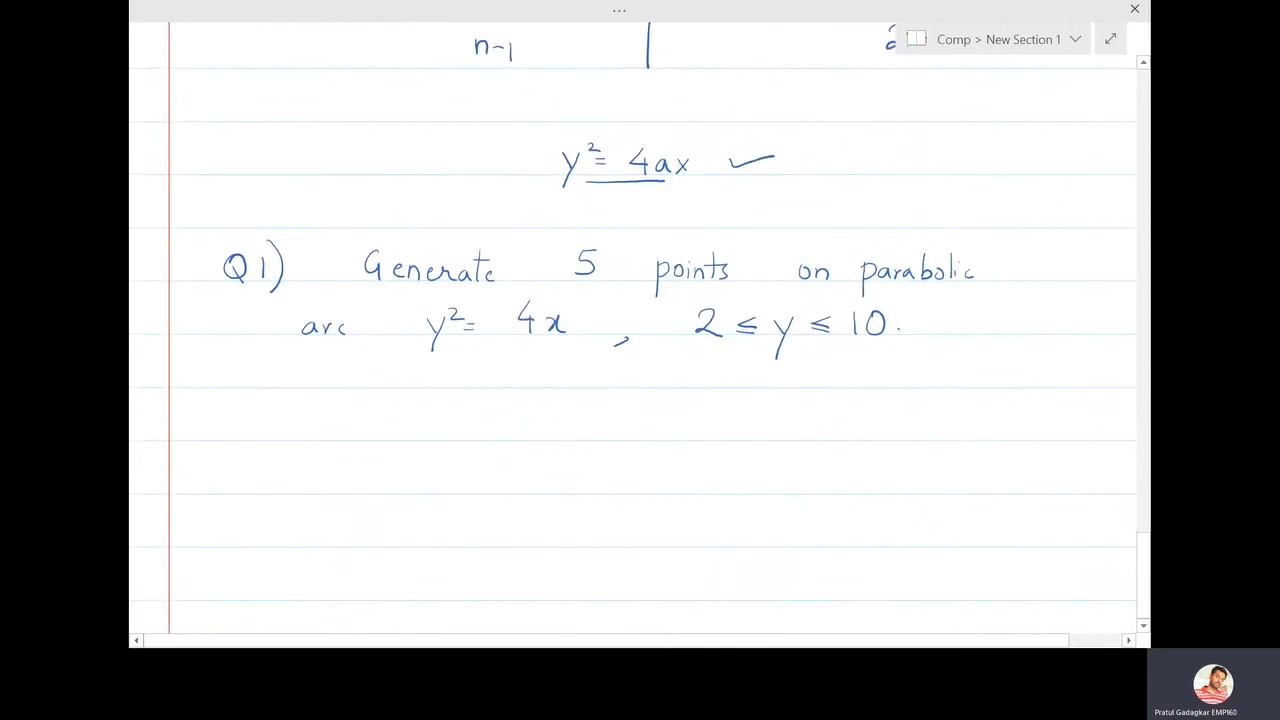 Comp > New Section 1
n-1
y² = 4ax
Q1) Generate 5 points on parabolic
arc y² = 4x , 2 ≤ y ≤ 10.
Pratul Gadagkar EMP160